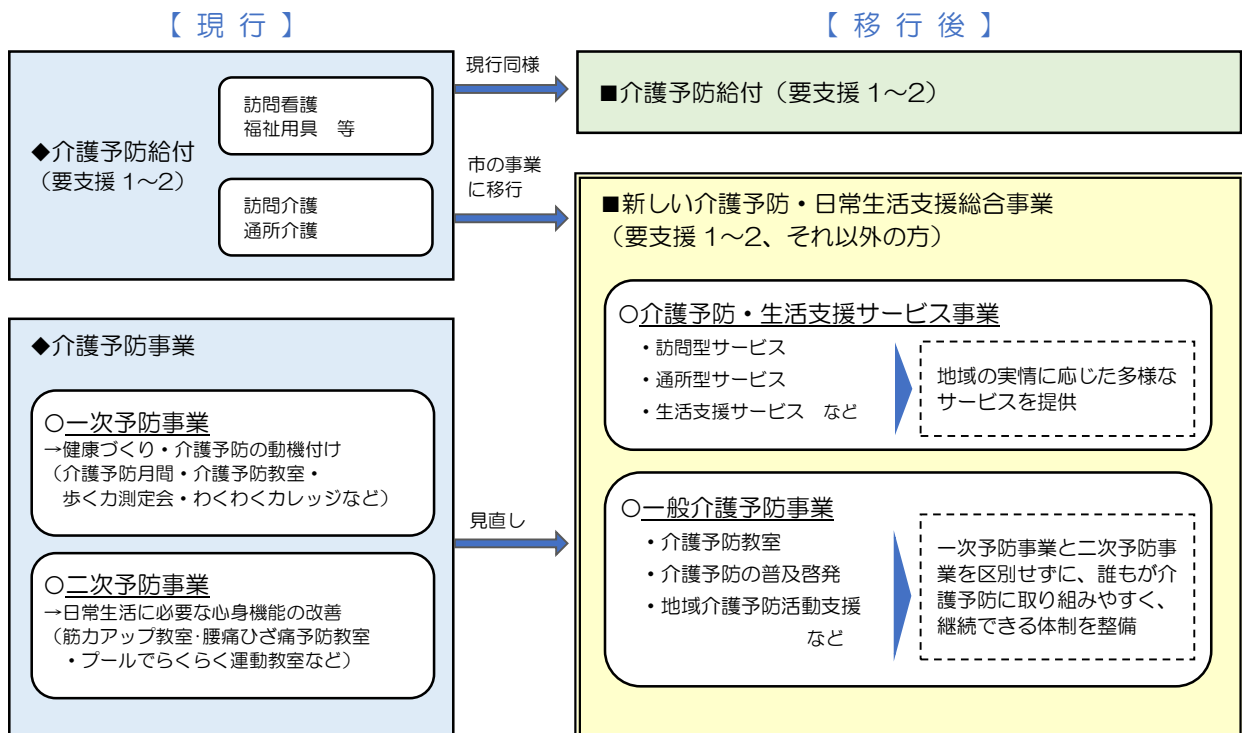 【 現 行 】
◆介護予防給付
（要支援 1～2）
訪問看護
福祉用具　等
訪問介護
通所介護
◆介護予防事業
○一次予防事業
→健康づくり・介護予防の動機付け
（介護予防月間・介護予防教室・
歩く力測定会・わくわくカレッジなど）
○二次予防事業
→日常生活に必要な心身機能の改善
（筋力アップ教室･腰痛ひざ痛予防教室
・プールでらくらく運動教室など）
現行同様
市の事業
に移行
見直し
【 移 行 後 】
■介護予防給付（要支援 1～2）
■新しい介護予防・日常生活支援総合事業
（要支援 1～2、それ以外の方）
○介護予防・生活支援サービス事業
・訪問型サービス
・通所型サービス
・生活支援サービス　など
地域の実情に応じた多様な
サービスを提供
○一般介護予防事業
・介護予防教室
・介護予防の普及啓発
・地域介護予防活動支援
など
一次予防事業と二次予防事
業を区別せずに、誰もが介
護予防に取り組みやすく、
継続できる体制を整備